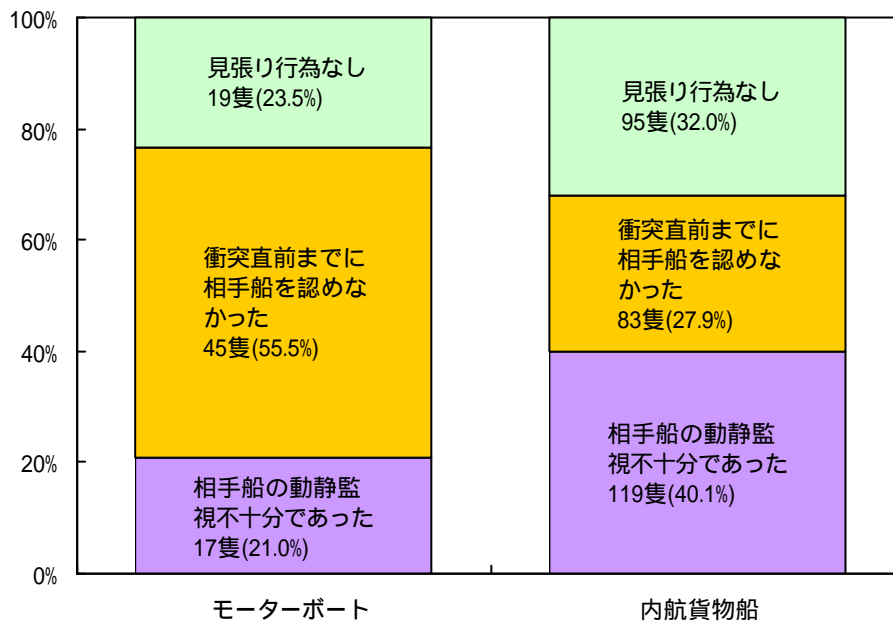 100%
80%
60%
40%
20%
0%
見張り行為なし
19隻(23.5%)
衝突直前までに
相手船を認めな
かった
45隻(55.5%)
相手船の動静監
視不十分であった
17隻(21.0%)
見張り行為なし
95隻(32.0%)
衝突直前までに
相手船を認めな
かった
83隻(27.9%)
相手船の動静監
視不十分であった
119隻(40.1%)
モーターボート
内航貨物船